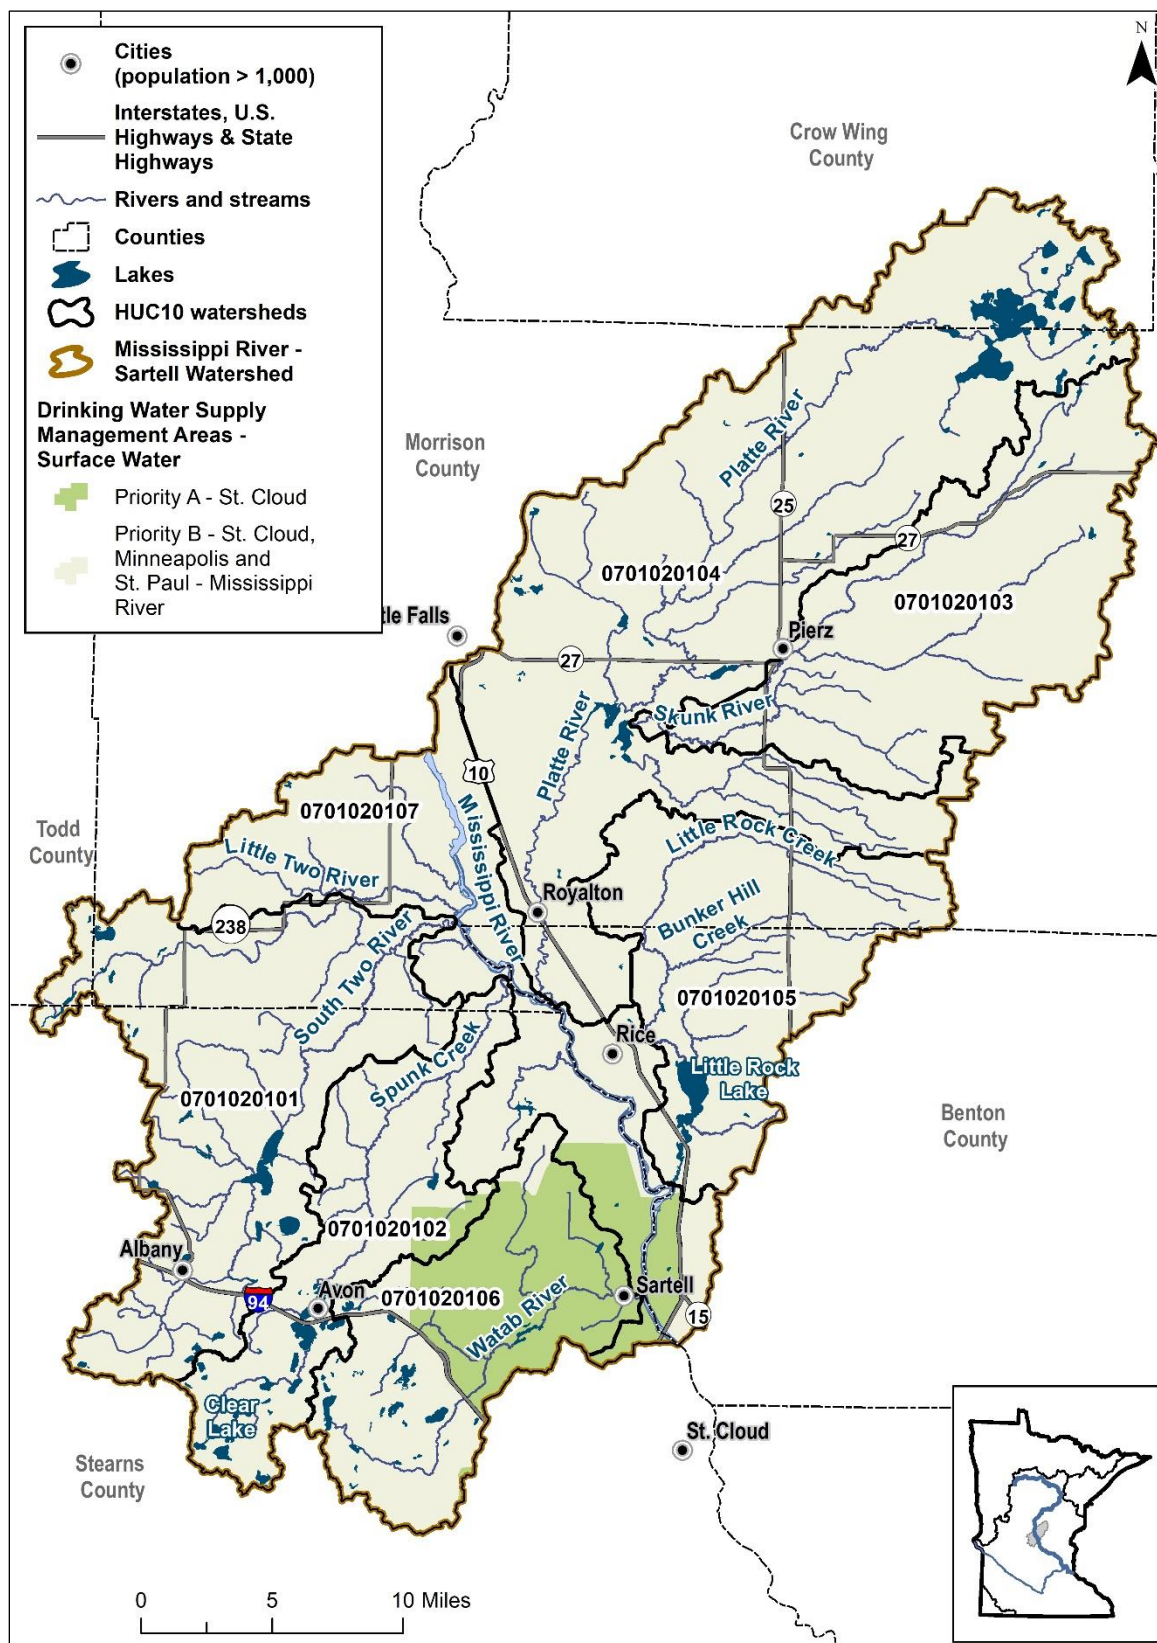 Cities
(population > 1,000)
Interstates, U.S.
Highways & State
Highways
Rivers and streams
Counties
Lakes
HUC10 watersheds
Mississippi River -
Sartell Watershed
Drinking Water Supply
Management Areas -
Surface Water
Priority A - St. Cloud
Priority B - St. Cloud,
Minneapolis and
St. Paul - Mississippi
River
N
Crow Wing
County
Morrison
County
Platte River
25
27
0701020104
0701020103
tle Falls
Pierz
27
Skunk River
Platte River
10
Mississippi River
0701020107
Todd
County
Little Two River
Little Rock Creek
Royalton
Bunker Hill
Creek
238
South Two River
0701020105
Rice
Spunk Creek
Little Rock
Lake
0701020101
Benton
County
0701020102
Albany
Avon
94
0701020106
Sartell
Watab River
15
Clear
Lake
St. Cloud
Stearns
County
0 5 10 Miles